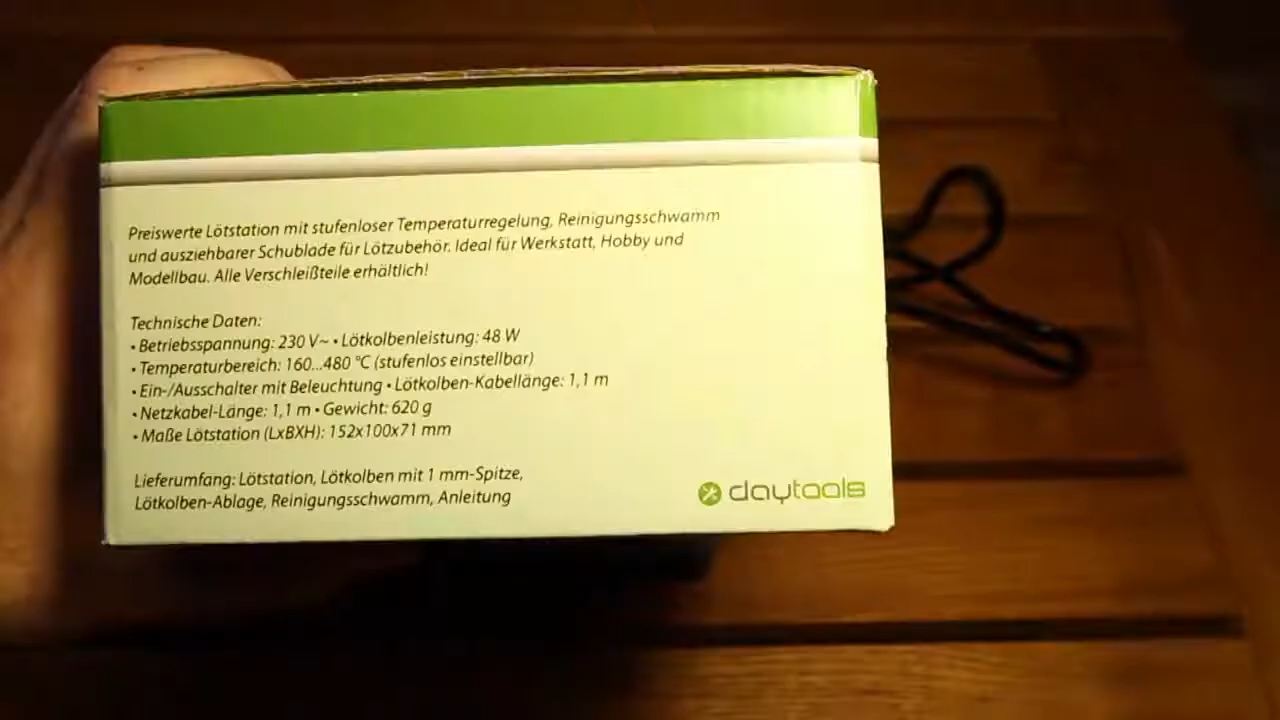 Preiswerte Lötstation mit stufenloser Temperaturregelung, Reinigungsschwamm
und ausziehbarer Schublade für Lötzubehör. Ideal für Werkstatt, Hobby und
Modellbau. Alle Verschleißteile erhältlich!
Technische Daten:
• Betriebsspannung: 230 V~ • Lötkolbenleistung: 48 W
• Temperaturbereich: 160...480 °C (stufenlos einstellbar)
• Ein-/Ausschalter mit Beleuchtung • Lötkolben-Kabellänge: 1,1 m
• Netzkabel-Länge: 1,1 m • Gewicht: 620 g
• Maße Lötstation (LxBXH): 152x100x71 mm
Lieferumfang: Lötstation, Lötkolben mit 1 mm-Spitze,
Lötkolben-Ablage, Reinigungsschwamm, Anleitung
daytools